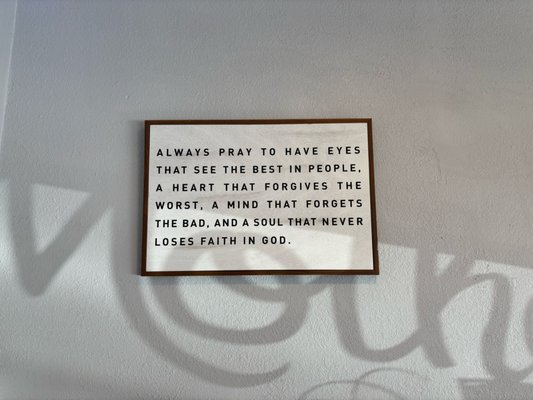 ALWAYS PRAY TO HAVE EYES
THAT SEE THE BEST IN PEOPLE,
A HEART THAT FORGIVES THE
WORST, A MIND THAT FORGETS
THE BAD, AND A SOUL THAT NEVER
LOSES FAITH IN GOD.